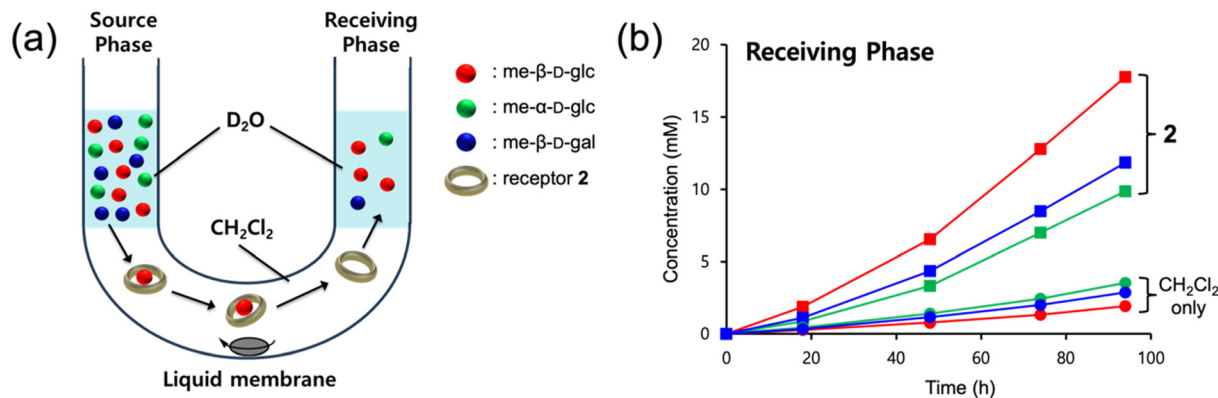 (a)
Source
Phase
Receiving
Phase
D₂O
CH₂Cl₂
Liquid membrane
: me-β-D-glc
: me-α-D-glc
: me-β-D-gal
: receptor 2
(b)
Receiving Phase
Concentration (mM)
20
15
10
5
0
0
20
40
60
80
100
Time (h)
2
CH₂Cl₂
only